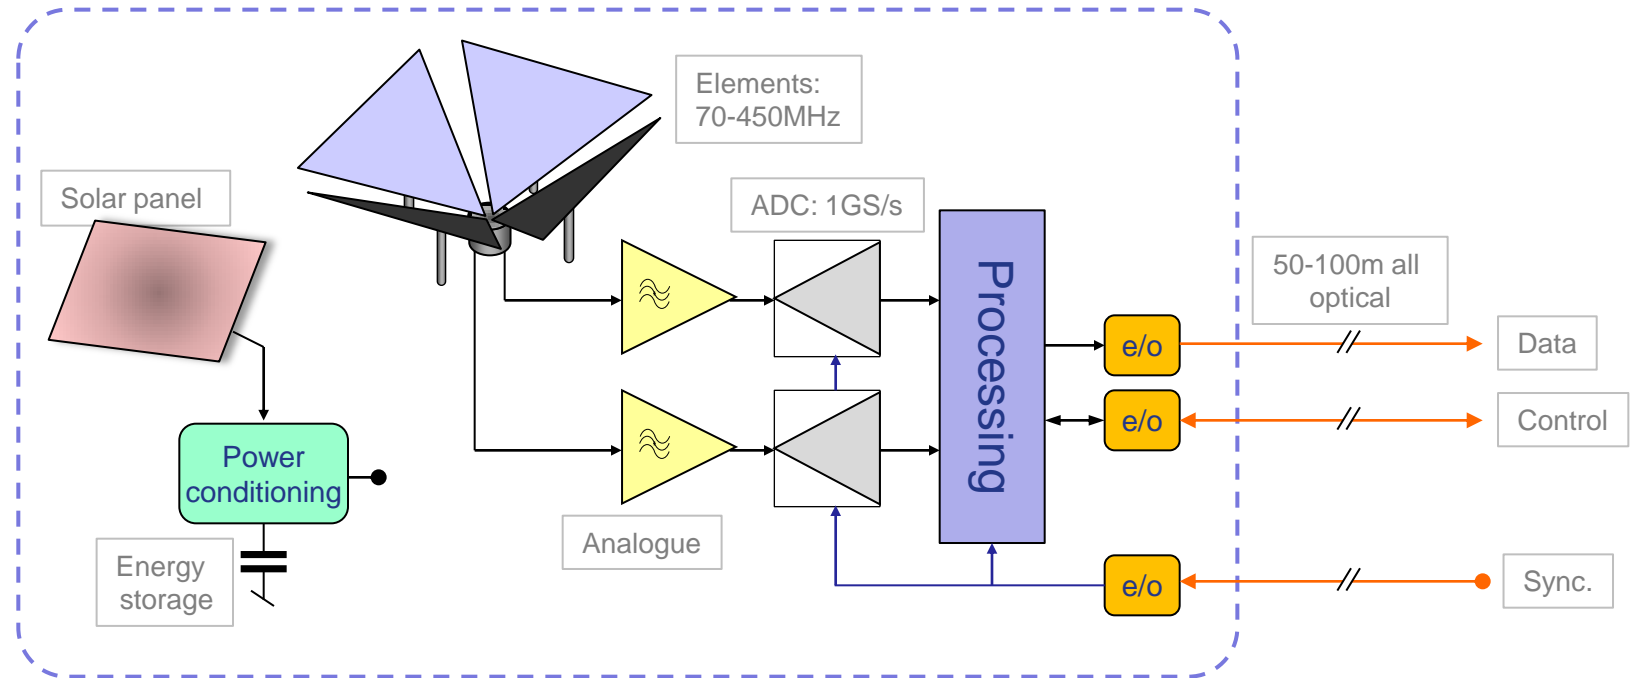 Elements:
70-450MHz
Solar panel
ADC: 1GS/s
Processing
50-100m all
optical
e/o
Data
e/o
Control
Power
conditioning
Analogue
Energy
storage
e/o
Sync.